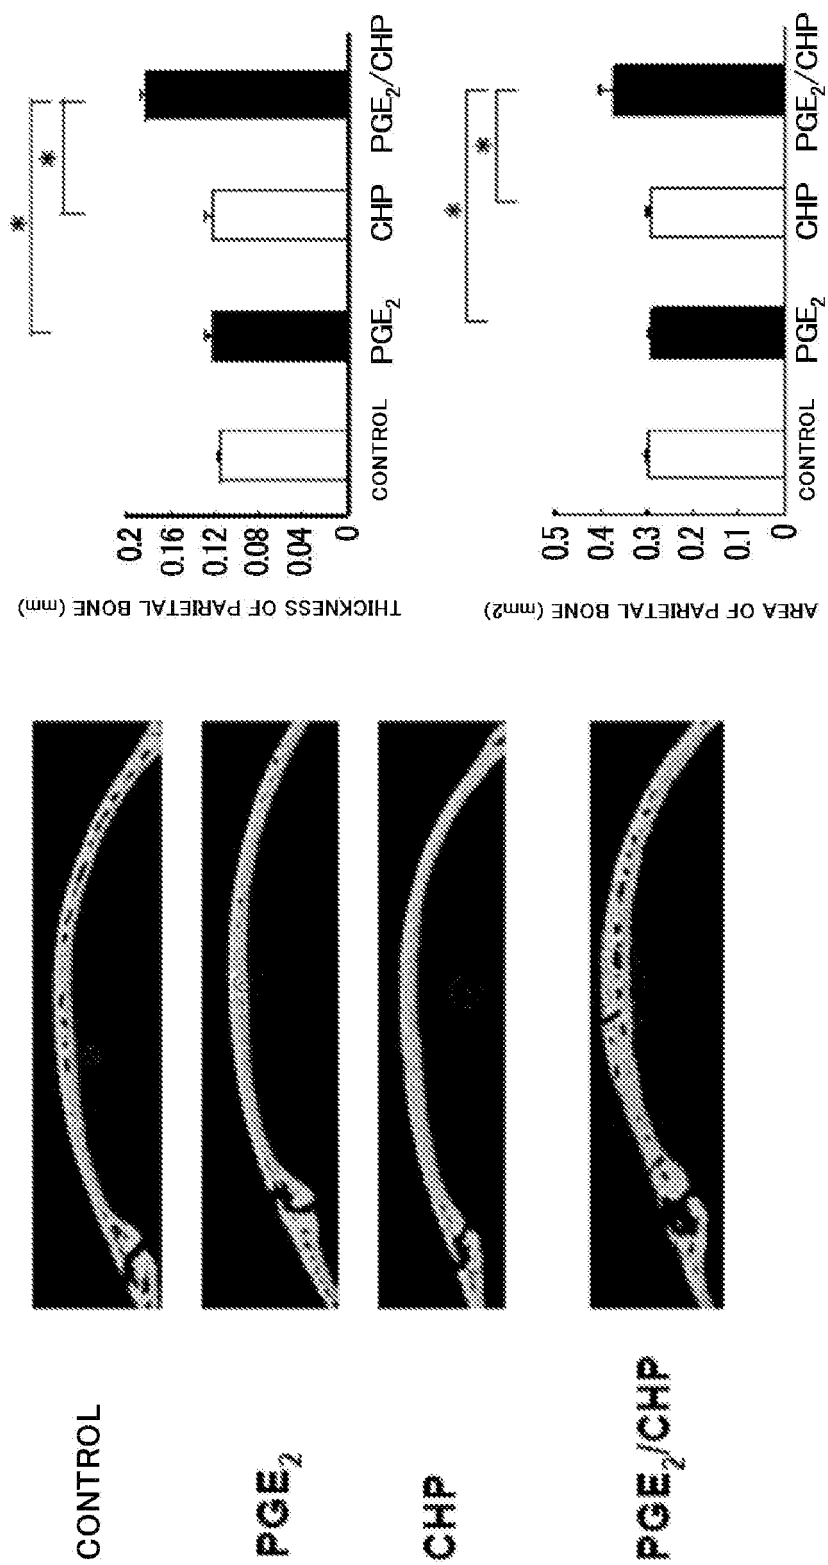 CONTROL
PGE2
CHP
PGE2/CHP
THICKNESS OF PARIETAL BONE (mm)
0.2
0.16
0.12
0.08
0.04
0
*
*
CONTROL
PGE2
CHP
PGE2/CHP
AREA OF PARIETAL BONE (mm2)
0.5
0.4
0.3
0.2
0.1
0
*
*
CONTROL
PGE2
CHP
PGE2/CHP